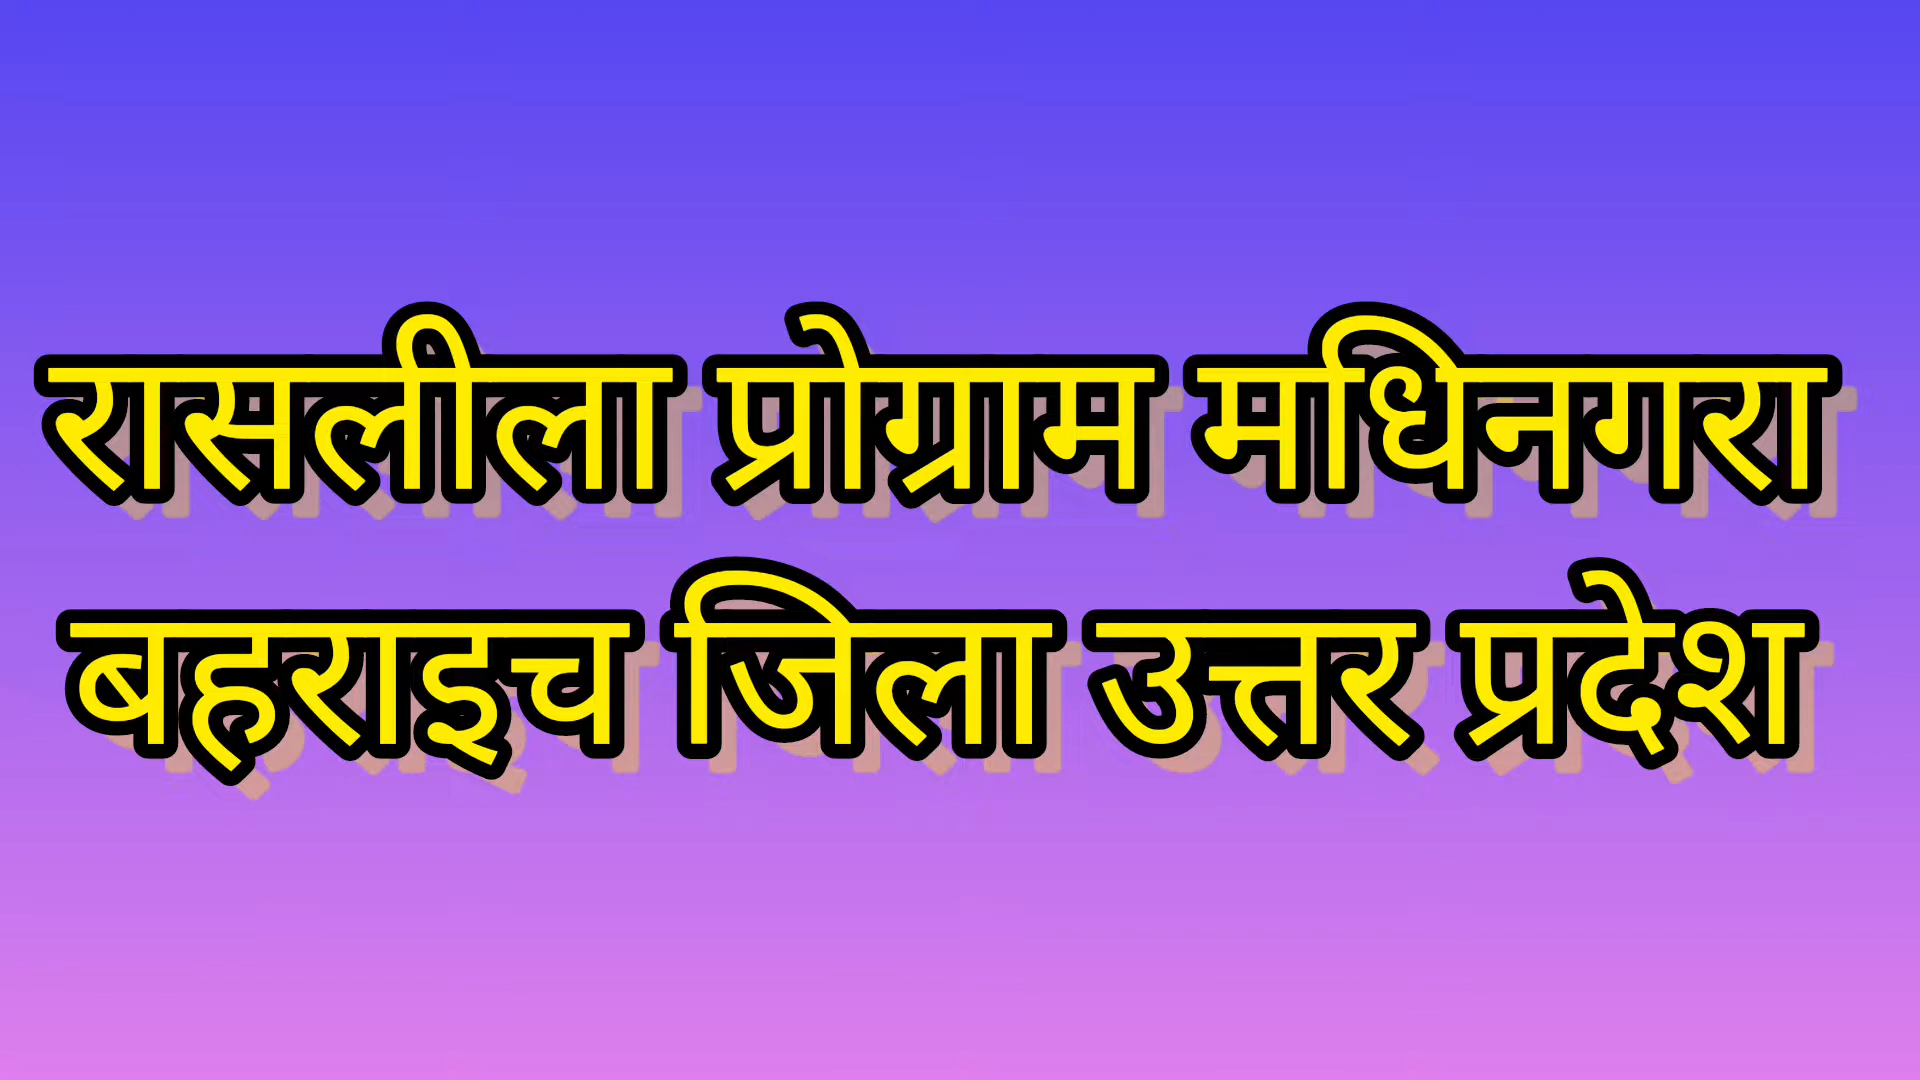 रासलीला प्रोग्राम मधिनगरा
बहराइच जिला उत्तर प्रदेश